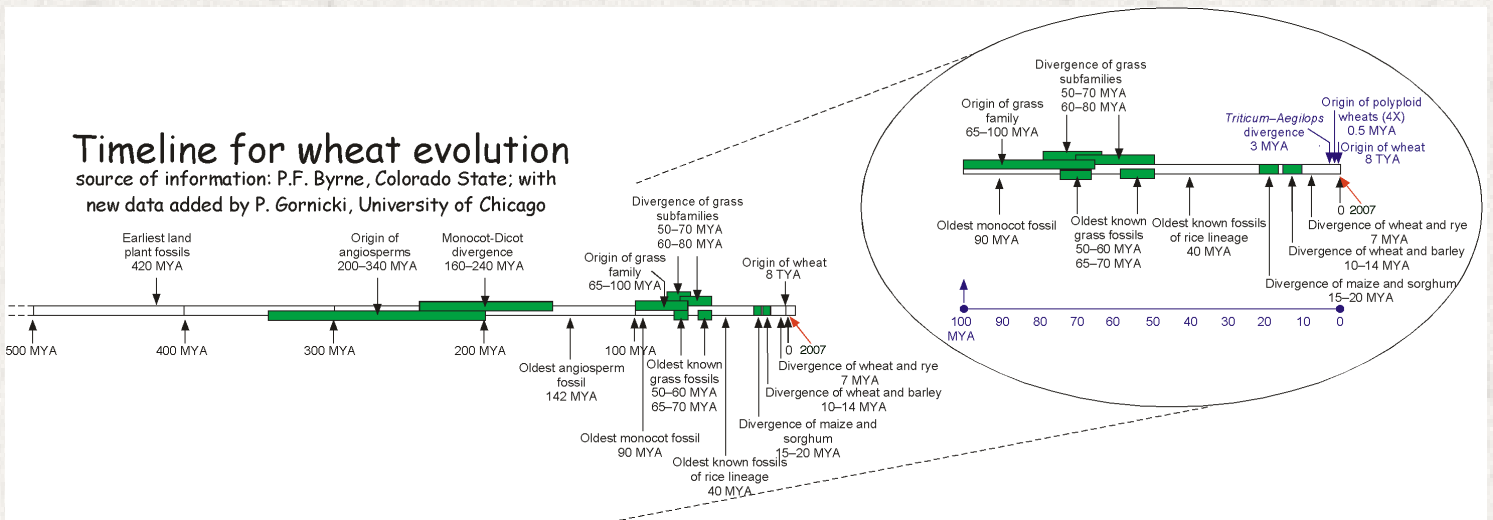 Timeline for wheat evolution
source of information: P.F. Byrne, Colorado State; with
new data added by P. Gornicki, University of Chicago
Earliest land
plant fossils
420 MYA
Origin of
angiosperms
200–340 MYA
Monocot-Dicot
divergence
160–240 MYA
Origin of grass
family
65–100 MYA
Divergence of grass
subfamilies
50–70 MYA
60–80 MYA
Origin of wheat
8 TYA
500 MYA
400 MYA
300 MYA
200 MYA
100 MYA
0
2007
Oldest angiosperm
fossil
142 MYA
Oldest monocot fossil
90 MYA
Oldest known
grass fossils
50–60 MYA
65–70 MYA
Oldest known fossils
of rice lineage
40 MYA
Divergence of wheat and rye
7 MYA
Divergence of wheat and barley
10–14 MYA
Divergence of maize and
sorghum
15–20 MYA
Origin of grass
family
65–100 MYA
Divergence of grass
subfamilies
50–70 MYA
60–80 MYA
Triticum–Aegilops
divergence
3 MYA
Origin of polyploid
wheats (4X)
0.5 MYA
Origin of wheat
8 TYA
Oldest monocot fossil
90 MYA
Oldest known
grass fossils
50–60 MYA
65–70 MYA
Oldest known fossils
of rice lineage
40 MYA
0 2007
Divergence of wheat and rye
7 MYA
Divergence of wheat and barley
10–14 MYA
Divergence of maize and sorghum
15–20 MYA
100 90 80 70 60 50 40 30 20 10 0
MYA